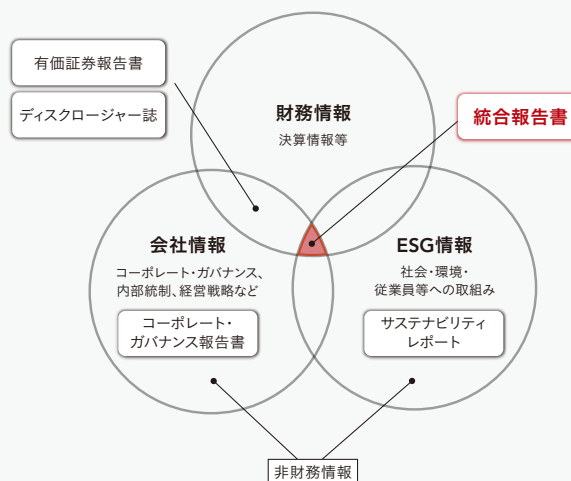 有価証券報告書
ディスクロージャー誌
財務情報
決算情報等
統合報告書
会社情報
コーポレート・ガバナンス、
内部統制、経営戦略など
コーポレート・
ガバナンス報告書
ESG情報
社会・環境・
従業員等への取組み
サステナビリティ
レポート
非財務情報